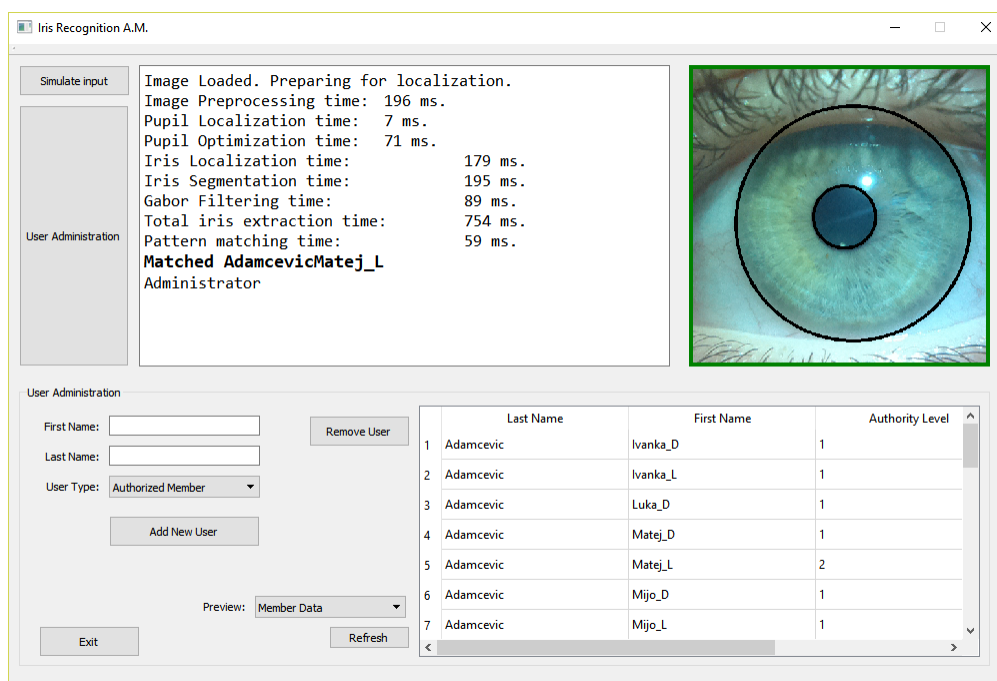 Iris Recognition A.M.
Simulate input
User Administration
Image Loaded. Preparing for localization.
Image Preprocessing time: 196 ms.
Pupil Localization time: 7 ms.
Pupil Optimization time: 71 ms.
Iris Localization time: 179 ms.
Iris Segmentation time: 195 ms.
Gabor Filtering time: 89 ms.
Total iris extraction time: 754 ms.
Pattern matching time: 59 ms.
Matched AdamcevicMatej_L
Administrator
User Administration
First Name:
Last Name:
User Type: Authorized Member
Add New User
Remove User
Preview: Member Data
Refresh
Exit
Last Name First Name Authority Level
1 Adamcevic Ivanka_D 1
2 Adamcevic Ivanka_L 1
3 Adamcevic Luka_D 1
4 Adamcevic Matej_D 1
5 Adamcevic Matej_L 2
6 Adamcevic Mijo_D 1
7 Adamcevic Mijo_L 1